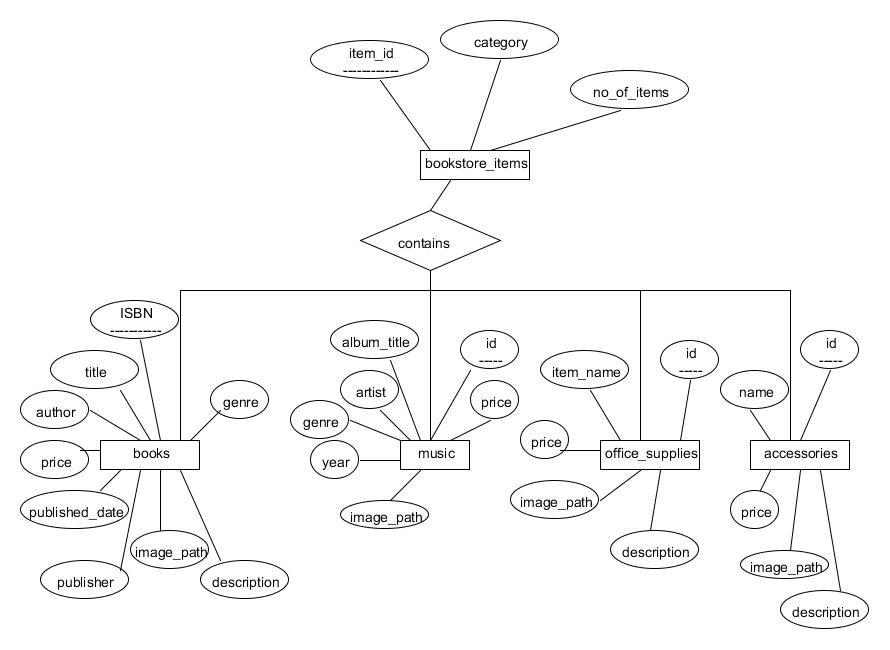 item_id
------------
category
no_of_items
bookstore_items
contains
ISBN
-----------
title
author
price
published_date
publisher
image_path
description
genre
books
album_title
artist
genre
year
id
-----
price
image_path
music
item_name
id
-----
price
image_path
description
office_supplies
name
id
-----
price
image_path
description
accessories